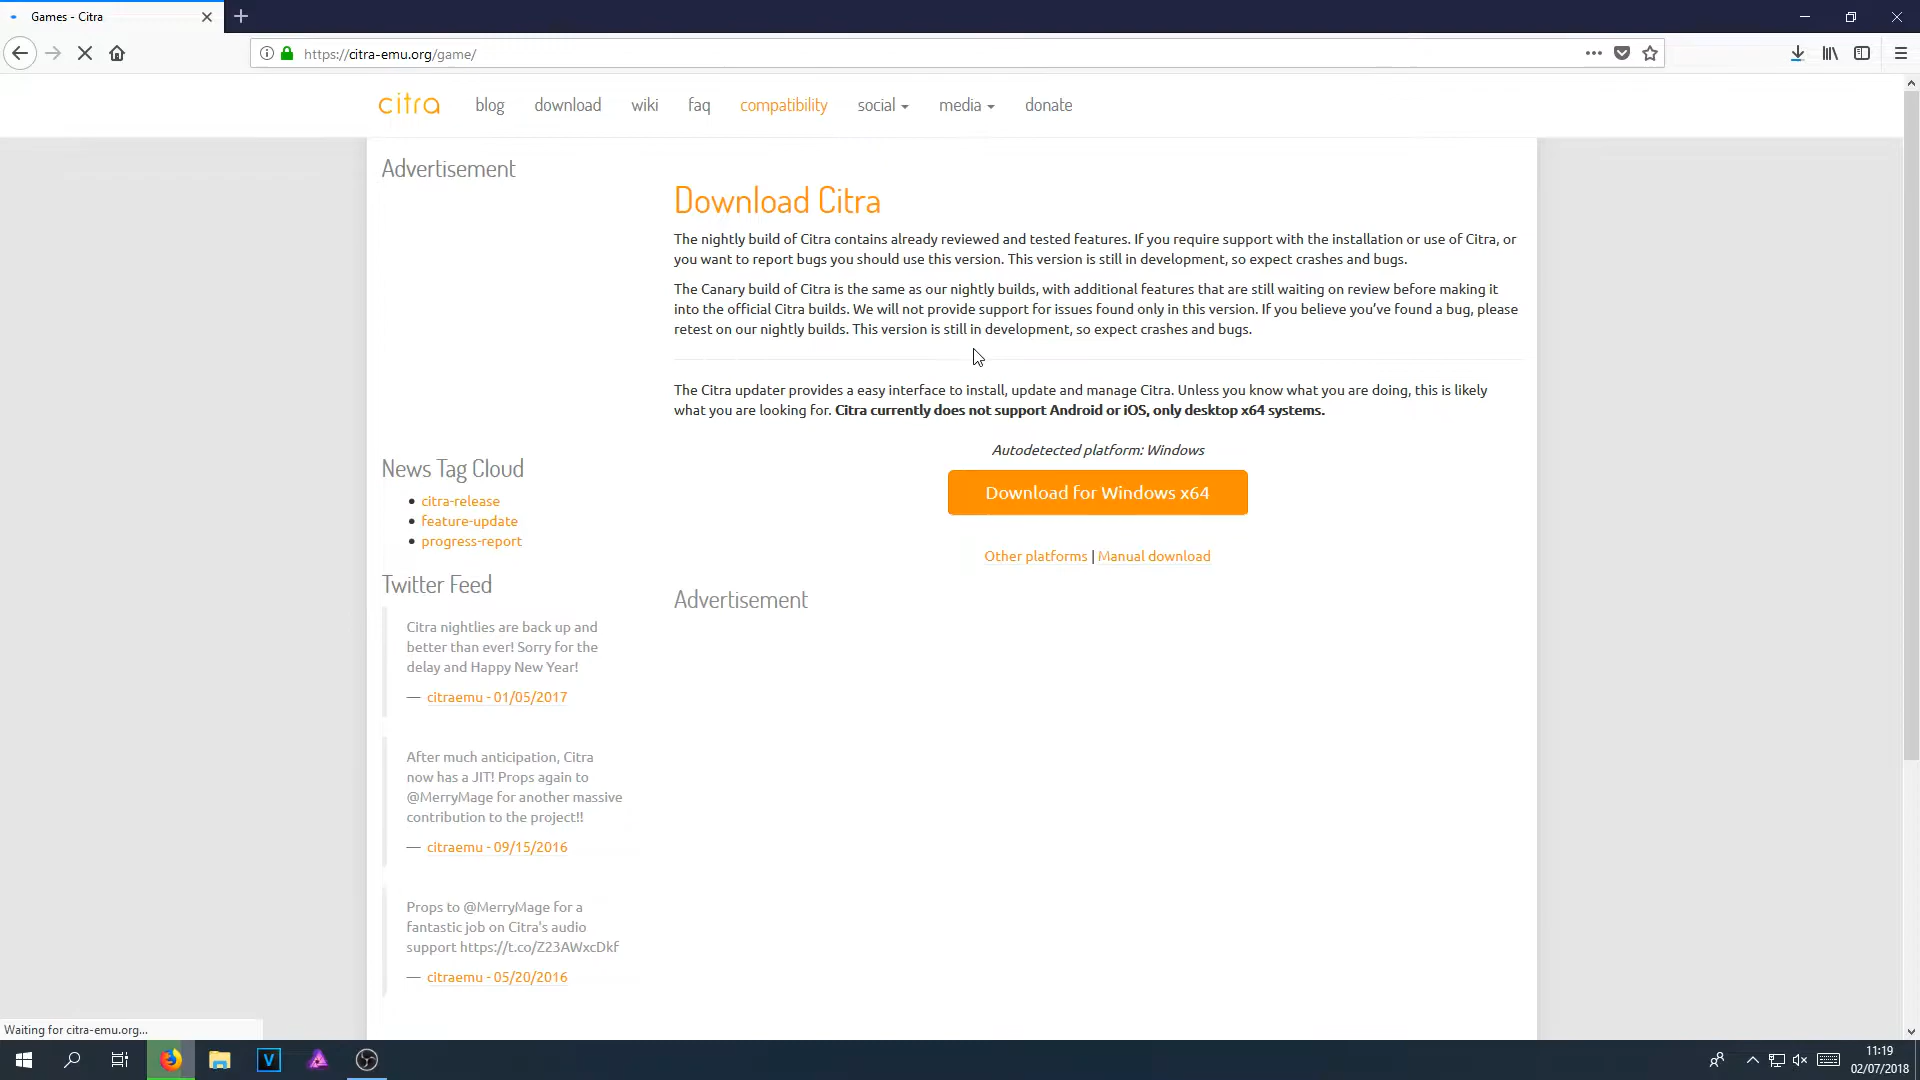 Games - Citra
https://citra-emu.org/game/
citra blog download wiki faq compatibility social media donate
Advertisement
Download Citra
The nightly build of Citra contains already reviewed and tested features. If you require support with the installation or use of Citra, or
you want to report bugs you should use this version. This version is still in development, so expect crashes and bugs.
The Canary build of Citra is the same as our nightly builds, with additional features that are still waiting on review before making it
into the official Citra builds. We will not provide support for issues found only in this version. If you believe you've found a bug, please
retest on our nightly builds. This version is still in development, so expect crashes and bugs.
The Citra updater provides a easy interface to install, update and manage Citra. Unless you know what you are doing, this is likely
what you are looking for. Citra currently does not support Android or iOS, only desktop x64 systems.
Autodetected platform: Windows
Download for Windows x64
Other platforms | Manual download
Advertisement
News Tag Cloud
citra-release
feature-update
progress-report
Twitter Feed
Citra nightlies are back up and
better than ever! Sorry for the
delay and Happy New Year!
— citraemu - 01/05/2017
After much anticipation, Citra
now has a JIT! Props again to
@MerryMage for another massive
contribution to the project!!
— citraemu - 09/15/2016
Props to @MerryMage for a
fantastic job on Citra's audio
support https://t.co/Z23AWxcDkf
— citraemu - 05/20/2016
Waiting for citra-emu.org...
V
11:19
02/07/2018